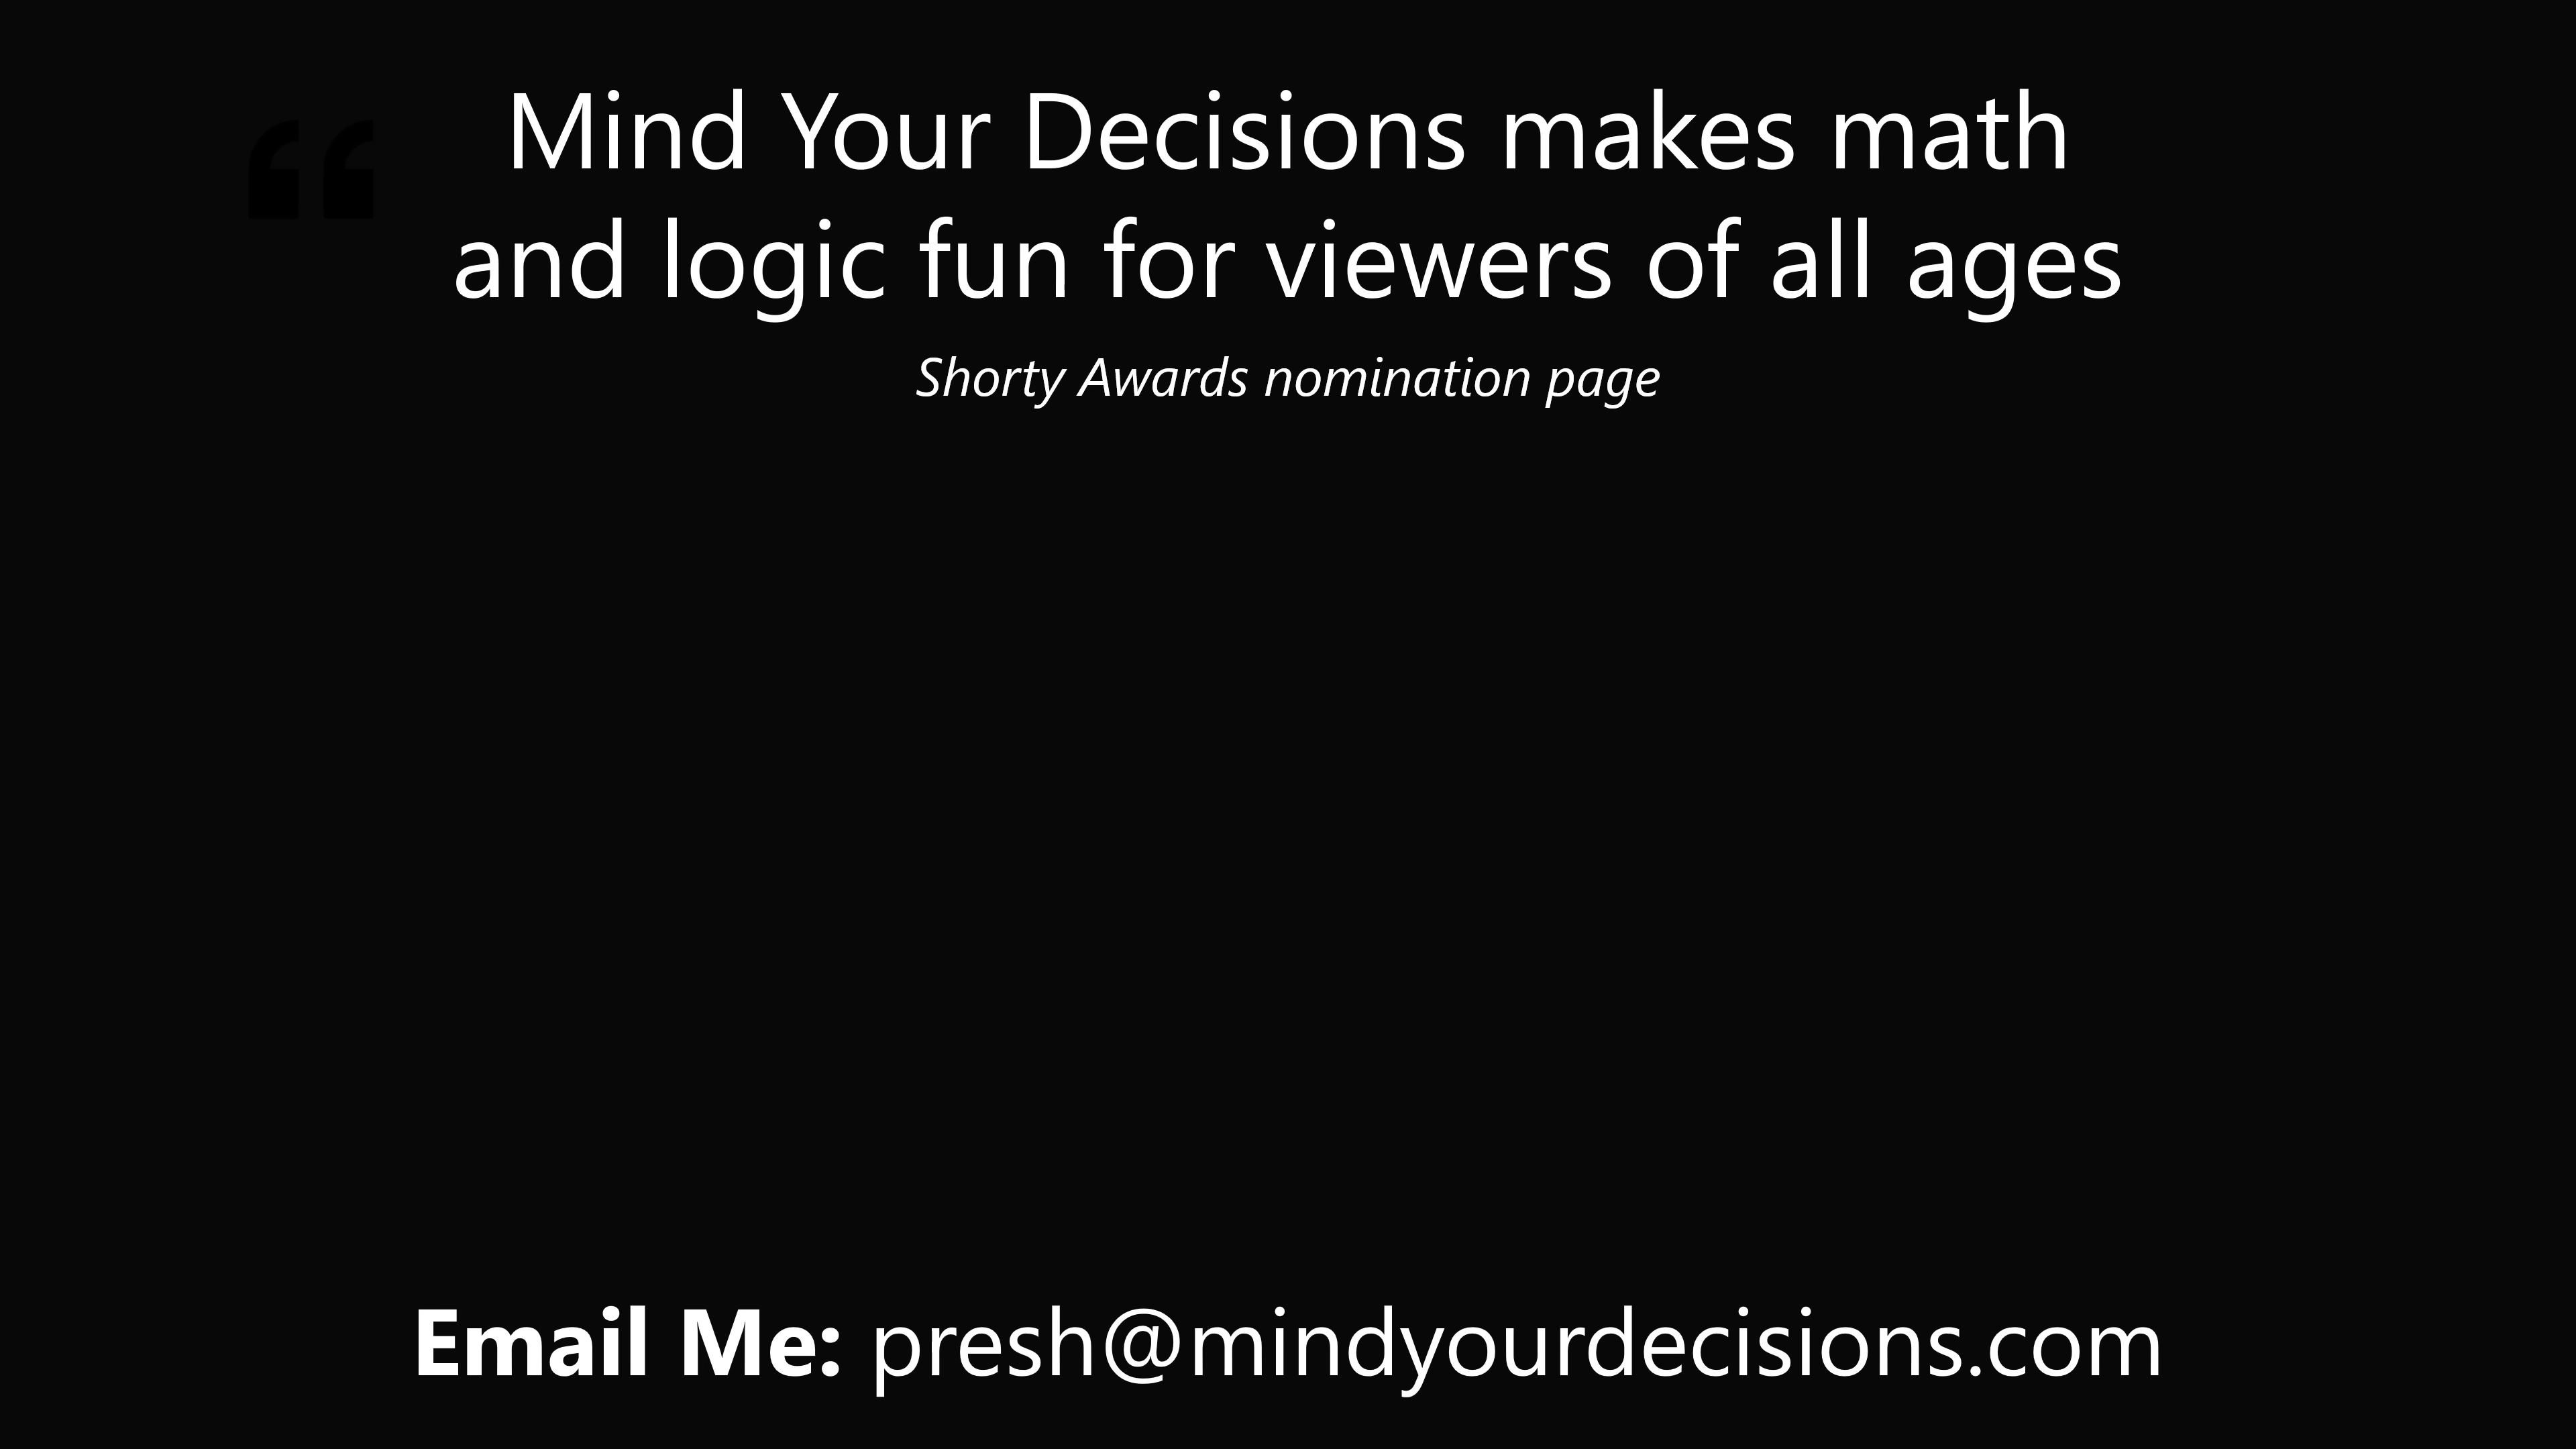 “
Mind Your Decisions makes math
and logic fun for viewers of all ages
Shorty Awards nomination page
Email Me: presh@mindyourdecisions.com